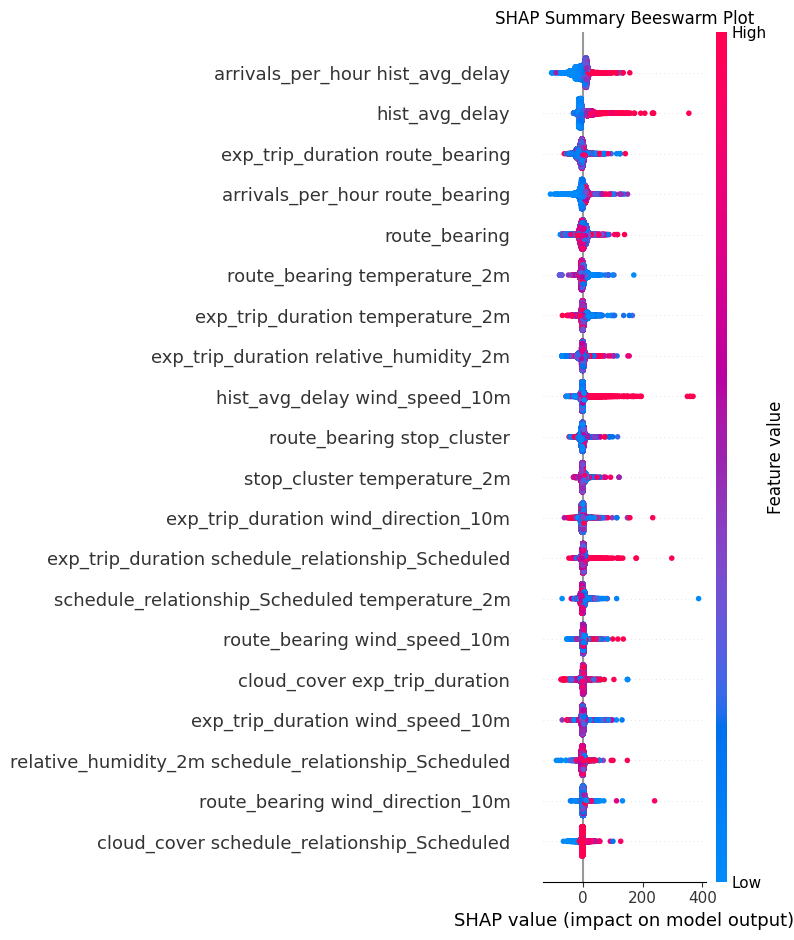 SHAP Summary Beeswarm Plot
High
arrivals_per_hour hist_avg_delay
hist_avg_delay
exp_trip_duration route_bearing
arrivals_per_hour route_bearing
route_bearing
route_bearing temperature_2m
exp_trip_duration temperature_2m
exp_trip_duration relative_humidity_2m
hist_avg_delay wind_speed_10m
route_bearing stop_cluster
stop_cluster temperature_2m
exp_trip_duration wind_direction_10m
exp_trip_duration schedule_relationship_Scheduled
schedule_relationship_Scheduled temperature_2m
route_bearing wind_speed_10m
cloud_cover exp_trip_duration
exp_trip_duration wind_speed_10m
relative_humidity_2m schedule_relationship_Scheduled
route_bearing wind_direction_10m
cloud_cover schedule_relationship_Scheduled
Feature value
Low
0 200 400
SHAP value (impact on model output)